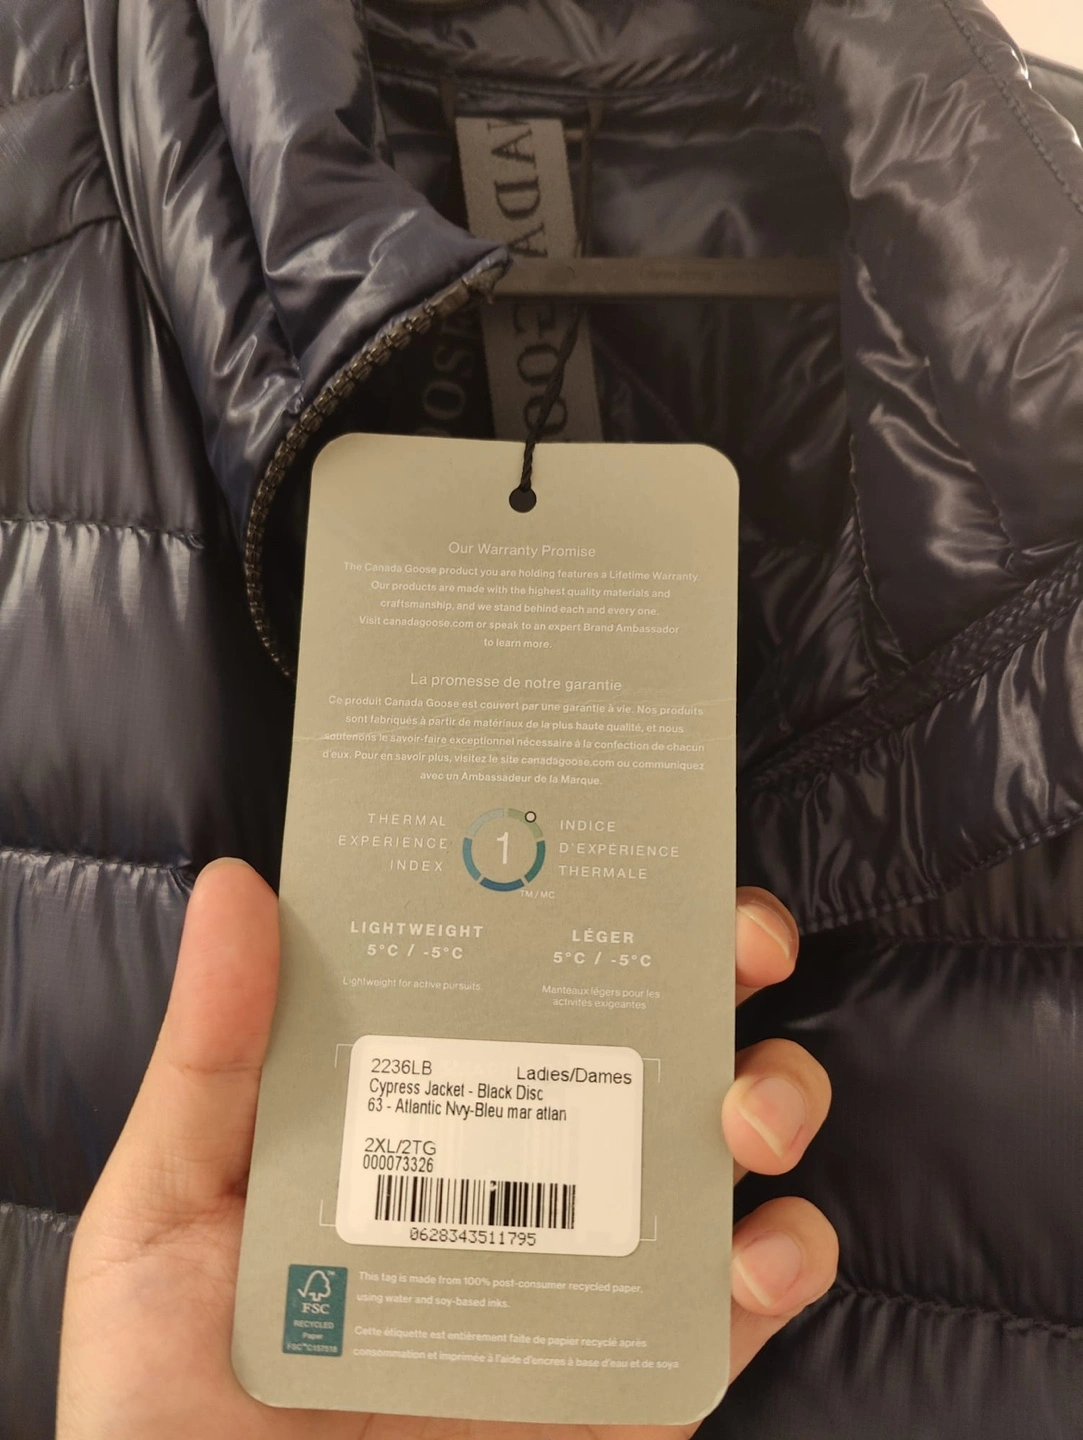 Our Warranty Promise
The Canada Goose product you are holding features a Lifetime Warranty.
Our products are made with the highest quality materials and
craftsmanship, and we stand behind each and every one.
Visit canadagoose.com or speak to an expert Brand Ambassador
to learn more.
La promesse de notre garantie
Ce produit Canada Goose est couvert par une garantie à vie. Nos produits
sont fabriqués à partir de matériaux de la plus haute qualité, et nous
soutenons le savoir-faire exceptionnel nécessaire à la confection de chacun
d'eux. Pour en savoir plus, visitez le site canadagoose.com ou communiquez
avec un Ambassadeur de la Marque.
THERMAL
EXPERIENCE
INDEX
1
TM/MC
INDICE
D'EXPÉRIENCE
THERMALE
LIGHTWEIGHT
5°C / -5°C
Lightweight for active pursuits
LÉGER
5°C / -5°C
Manteaux légers pour les
activités exigeantes
2236LB Ladies/Dames
Cypress Jacket - Black Disc
63 - Atlantic Nvy-Bleu mar atlan
2XL/2TG
000073326
0628343511795
FSC
RECYCLED
Paper
This tag is made from 100% post-consumer recycled paper,
using water and soy-based inks.
Cette étiquette est entièrement faite de papier recyclé après
consommation et imprimée à l'aide d'encres à base d'eau et de soya